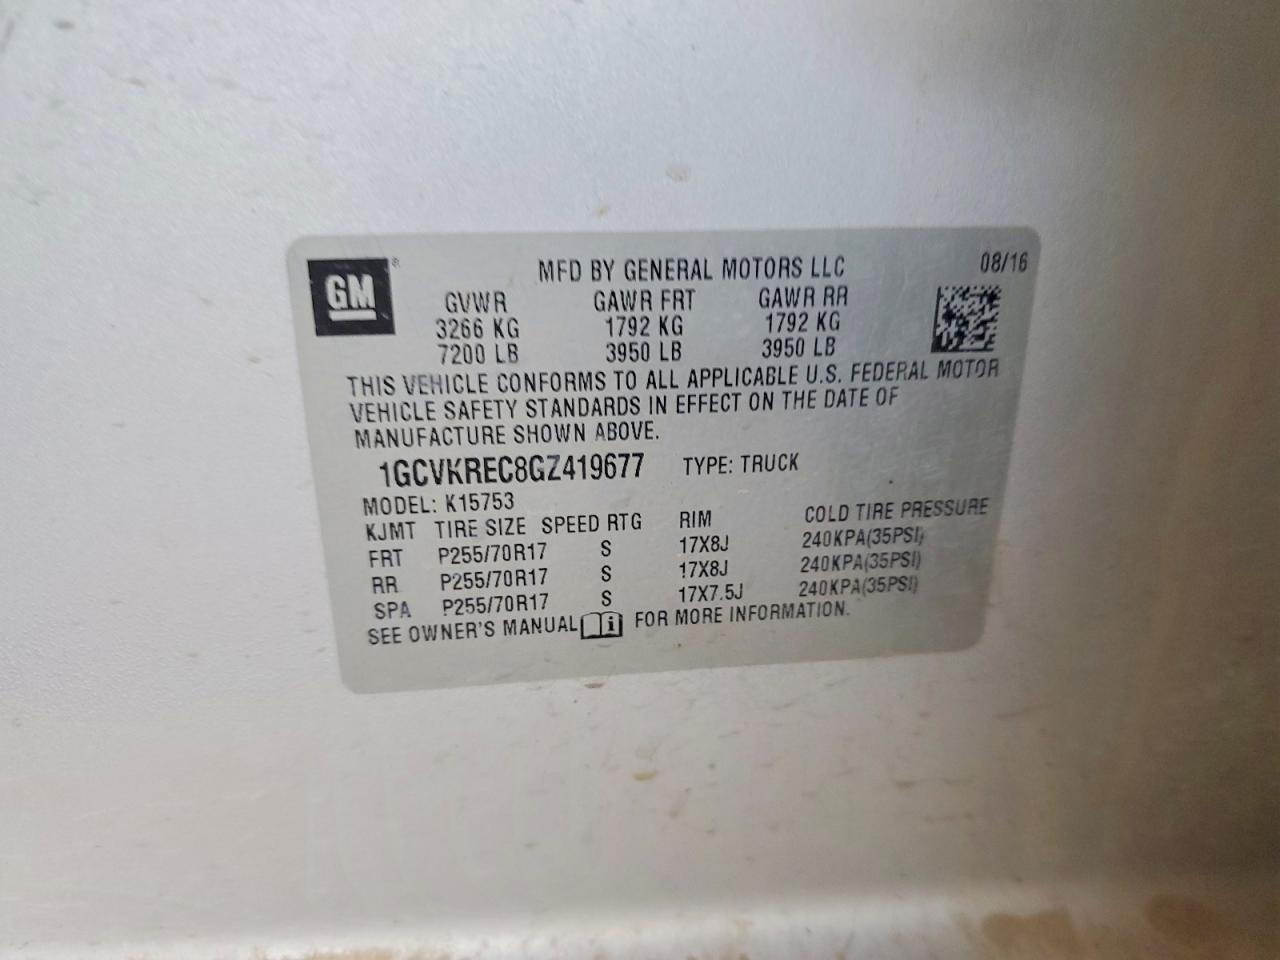 GM ®
MFD BY GENERAL MOTORS LLC 08/16
GVWR GAWR FRT GAWR RR
3266 KG 1792 KG 1792 KG
7200 LB 3950 LB 3950 LB
THIS VEHICLE CONFORMS TO ALL APPLICABLE U.S. FEDERAL MOTOR
VEHICLE SAFETY STANDARDS IN EFFECT ON THE DATE OF
MANUFACTURE SHOWN ABOVE.
1GCVKREC8GZ419677 TYPE: TRUCK
MODEL: K15753
KJMT TIRE SIZE SPEED RTG RIM COLD TIRE PRESSURE
FRT P255/70R17 S 17X8J 240KPA(35PSI)
RR P255/70R17 S 17X8J 240KPA(35PSI)
SPA P255/70R17 S 17X7.5J 240KPA(35PSI)
SEE OWNER'S MANUAL i FOR MORE INFORMATION.